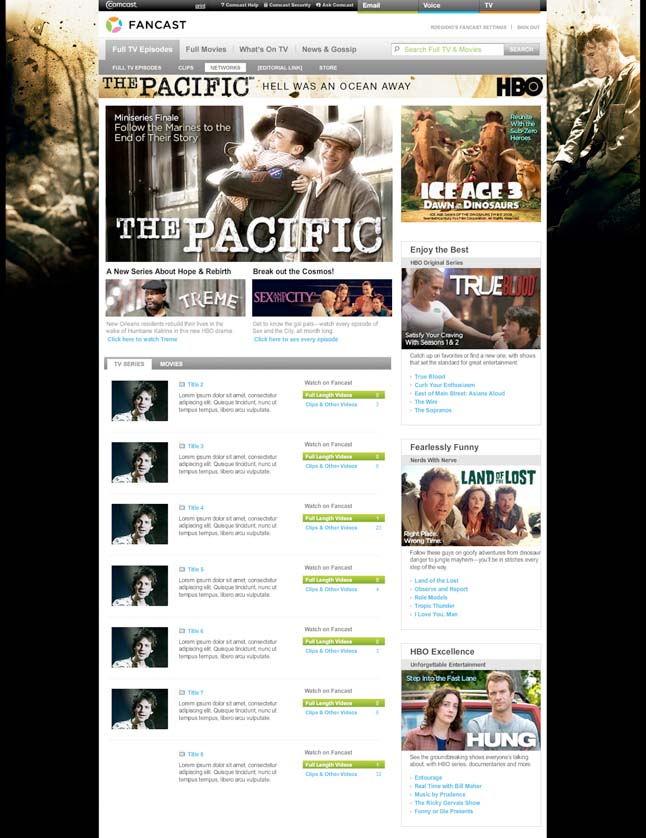 Comcast.
print
? Comcast Help
Comcast Security
Ask Comcast
Email
Voice
TV
FANCAST
SIGN OUT
Full TV Episodes
Full Movies
What's On TV
News & Gossip
Search Full TV & Movies
SEARCH
FULL TV EPISODES
CLIPS
NETWORKS
[EDITORIAL LINK]
STORE
THE PACIFIC
HELL WAS AN OCEAN AWAY
HBO
Miniseries Finale
Follow the Marines to the
End of Their Story
THE PACIFIC
Reunite
With the
Sub-Zero
Heroes
ICE AGE 3
DAWN OF THE DINOSAURS
A New Series About Hope & Rebirth
TREME
New Orleans residents rebuild their lives in the
wake of Hurricane Katrina in this new HBO drama.
Click here to watch Treme
Break out the Cosmos!
SEX AND THE CITY
Get to know the gal pals—watch every episode of
Sex and the City, all month long.
Click here to see every episode
Enjoy the Best
HBO Original Series
TRUE BLOOD
Satisfy Your Craving
With Seasons 1 & 2
Catch up on favorites or find a new one, with shows
that set the standard for great entertainment.
True Blood
Curb Your Enthusiasm
East of Main Street: Asians Aloud
The Wire
The Sopranos
TV SERIES
MOVIES
Title 2
Lorem ipsum dolor sit amet, consectetur
adipiscing elit. Quisque tincidunt, nunc ut
tempus tempus, libero arcu vulputate.
Watch on Fancast
Full Length Videos
Clips & Other Videos
Title 3
Lorem ipsum dolor sit amet, consectetur
adipiscing elit. Quisque tincidunt, nunc ut
tempus tempus, libero arcu vulputate.
Watch on Fancast
Full Length Videos
Clips & Other Videos
Title 4
Lorem ipsum dolor sit amet, consectetur
adipiscing elit. Quisque tincidunt, nunc ut
tempus tempus, libero arcu vulputate.
Watch on Fancast
Full Length Videos 1
Clips & Other Videos 23
Title 5
Lorem ipsum dolor sit amet, consectetur
adipiscing elit. Quisque tincidunt, nunc ut
tempus tempus, libero arcu vulputate.
Watch on Fancast
Full Length Videos
Clips & Other Videos 4
Title 6
Lorem ipsum dolor sit amet, consectetur
adipiscing elit. Quisque tincidunt, nunc ut
tempus tempus, libero arcu vulputate.
Watch on Fancast
Full Length Videos
Clips & Other Videos
Title 7
Lorem ipsum dolor sit amet, consectetur
adipiscing elit. Quisque tincidunt, nunc ut
tempus tempus, libero arcu vulputate.
Watch on Fancast
Full Length Videos
Clips & Other Videos
Title 8
Lorem ipsum dolor sit amet, consectetur
adipiscing elit. Quisque tincidunt, nunc ut
tempus tempus, libero arcu vulputate.
Watch on Fancast
Full Length Videos 1
Clips & Other Videos
Fearlessly Funny
Nerds With Nerve
LAND OF THE LOST
Right Place.
Wrong Time.
Follow these guys on goofy adventures from dinosaur
danger to jungle mayhem—you'll be in stitches every
step of the way.
Land of the Lost
Observe and Report
Role Models
Tropic Thunder
I Love You, Man
HBO Excellence
Unforgettable Entertainment
Step Into the Fast Lane
HUNG
See the groundbreaking shows everyone's talking
about, with HBO series, documentaries and more.
Entourage
Real Time with Bill Maher
Music by Prudence
The Ricky Gervais Show
Funny or Die Presents